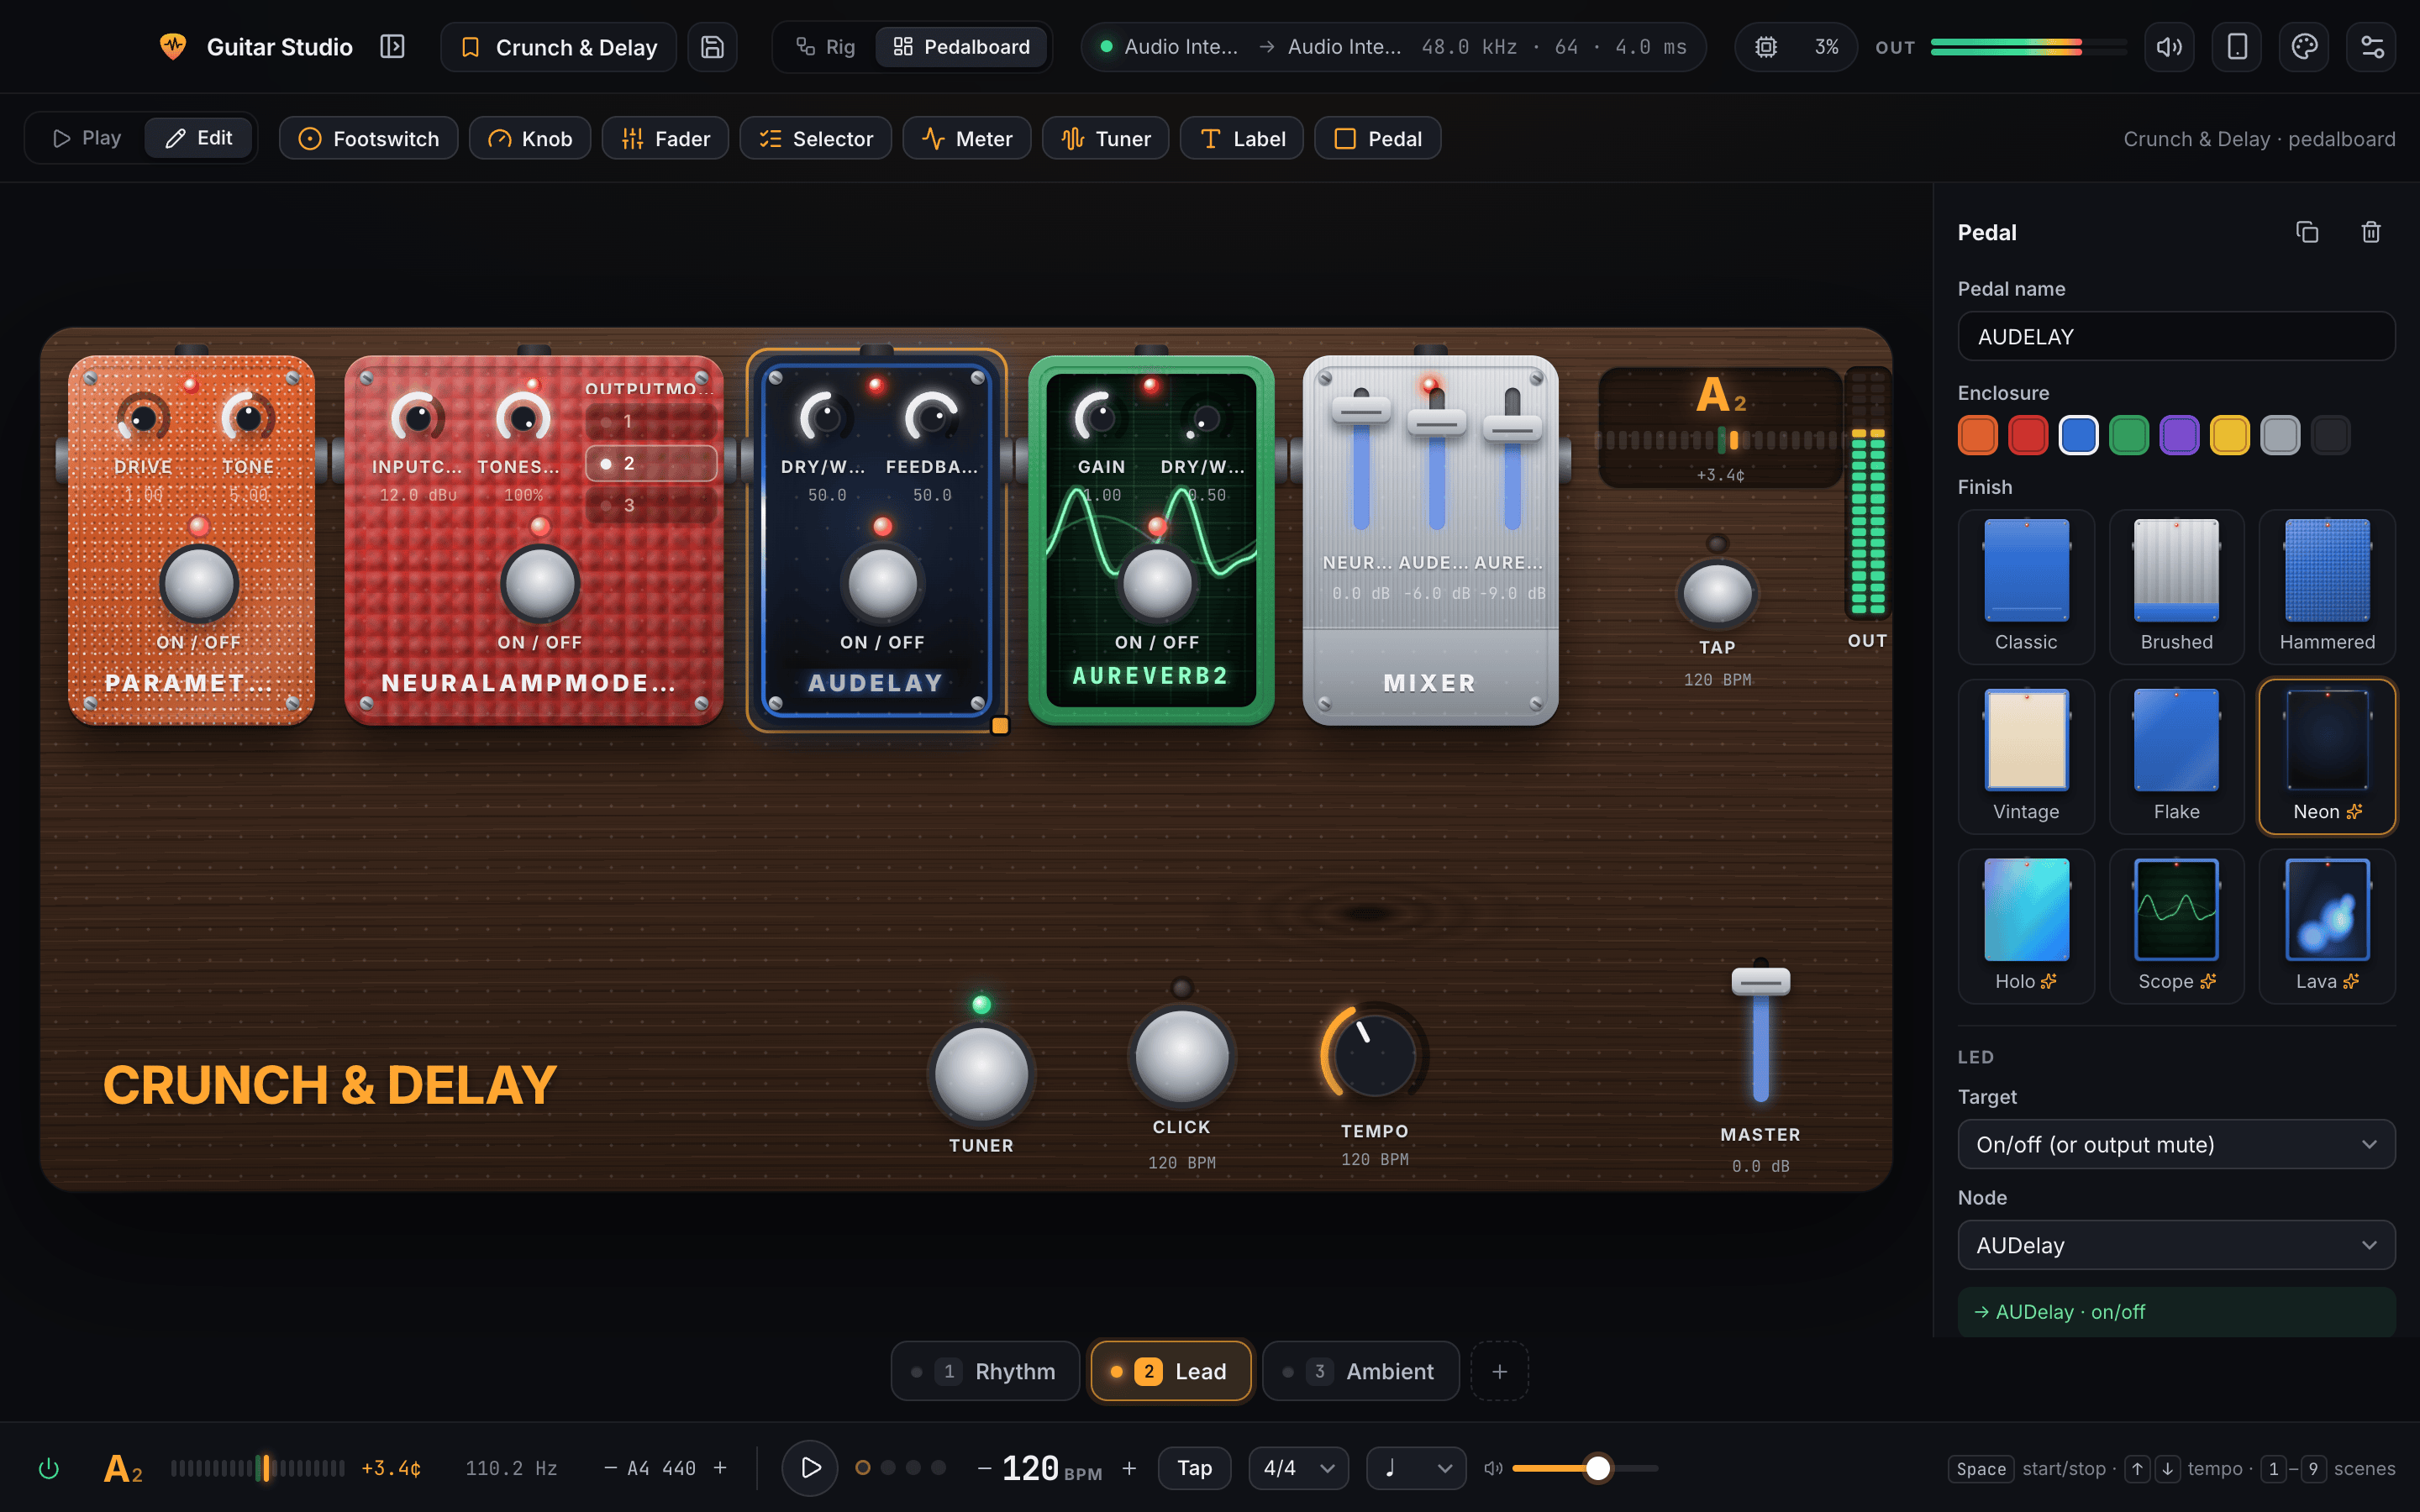 Guitar Studio
Crunch & Delay
Rig
Pedalboard
Audio Inte... → Audio Inte... 48.0 kHz · 64 · 4.0 ms
3%
OUT
Play
Edit
Footswitch
Knob
Fader
Selector
Meter
Tuner
Label
Pedal
Crunch & Delay · pedalboard
DRIVE
TONE
1.00
5.00
ON / OFF
PARAMET...
INPUTC...
TONES...
12.0 dBu
100%
OUTPUTMO...
1
2
3
ON / OFF
NEURALAMPMODE...
DRY/W...
FEEDBA...
50.0
50.0
ON / OFF
AUDELAY
GAIN
DRY/W...
1.00
0.50
ON / OFF
AUREVERB2
NEUR... AUDE... AURE...
0.0 dB -6.0 dB -9.0 dB
MIXER
A2
+3.4¢
TAP
120 BPM
OUT
CRUNCH & DELAY
TUNER
CLICK
120 BPM
TEMPO
120 BPM
MASTER
0.0 dB
Pedal
Pedal name
AUDELAY
Enclosure
Finish
Classic
Brushed
Hammered
Vintage
Flake
Neon
Holo
Scope
Lava
LED
Target
On/off (or output mute)
Node
AUDelay
→ AUDelay · on/off
1 Rhythm
2 Lead
3 Ambient
+
A2
+3.4¢
110.2 Hz
− A4 440 +
− 120 BPM +
Tap
4/4
♩
Space start/stop · ↑ ↓ tempo · 1–9 scenes